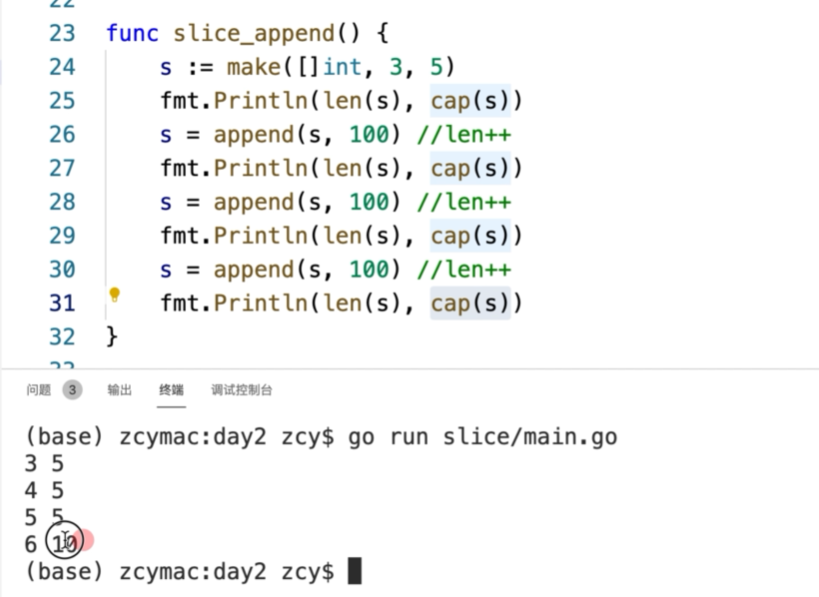 23 func slice_append() {
24 s := make([]int, 3, 5)
25 fmt.Println(len(s), cap(s))
26 s = append(s, 100) //len++
27 fmt.Println(len(s), cap(s))
28 s = append(s, 100) //len++
29 fmt.Println(len(s), cap(s))
30 s = append(s, 100) //len++
31 fmt.Println(len(s), cap(s))
32 }
问题 3 输出 终端 调试控制台
(base) zcymac:day2 zcy$ go run slice/main.go
3 5
4 5
5 5
6 10
(base) zcymac:day2 zcy$